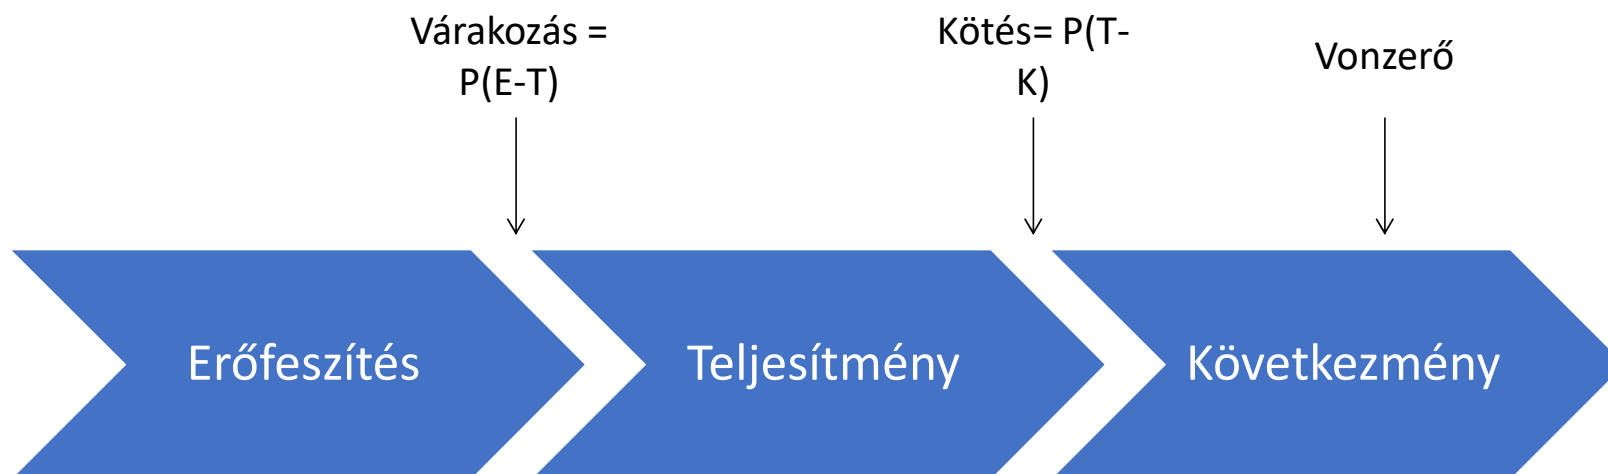 Várakozás =
P(E-T)
Kötés= P(T-
K)
Vonzerő
Erőfeszítés
Teljesítmény
Következmény